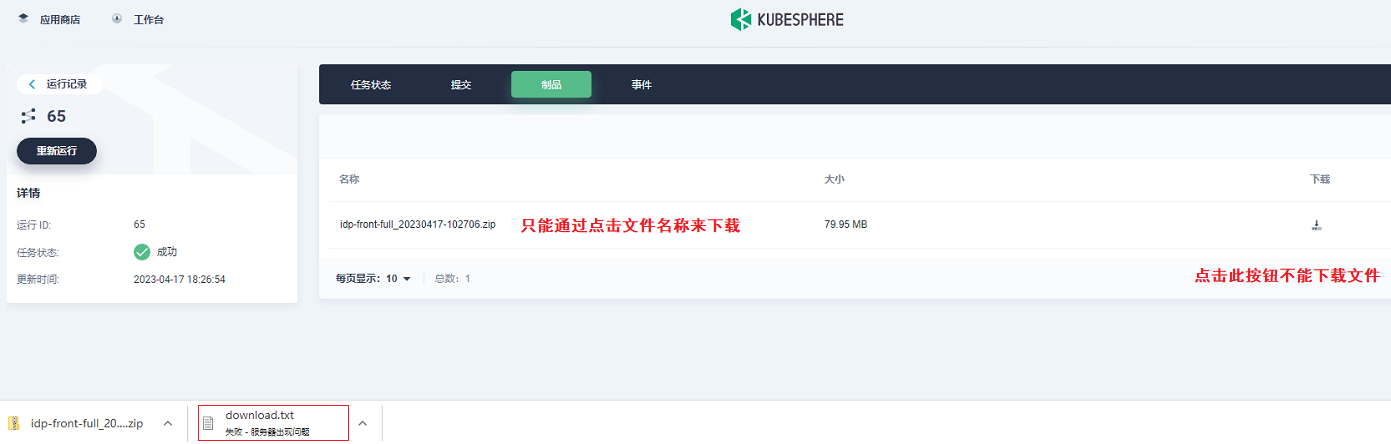 应用商店
工作台
KUBESPHERE
运行记录
65
重新运行
详情
运行 ID:
65
任务状态:
成功
更新时间:
2023-04-17 18:26:54
任务状态
提交
制品
事件
名称
大小
下载
idp-front-full_20230417-102706.zip
只能通过点击文件名称来下载
79.95 MB
每页显示: 10
总数: 1
点击此按钮不能下载文件
idp-front-full_20....zip
download.txt
失败 - 服务器出现问题